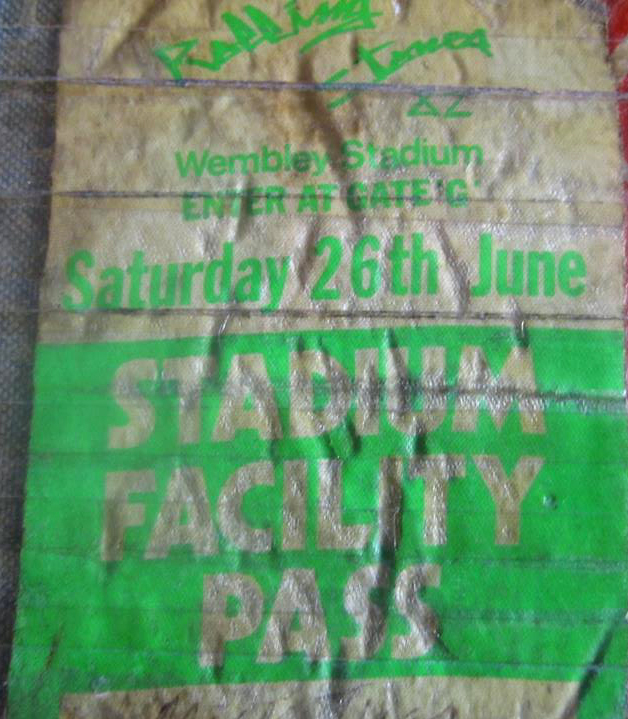 Rolling
Stones
82
Wembley Stadium
ENTER AT GATE 'G'
Saturday 26th June
STADIUM
FACILITY
PASS